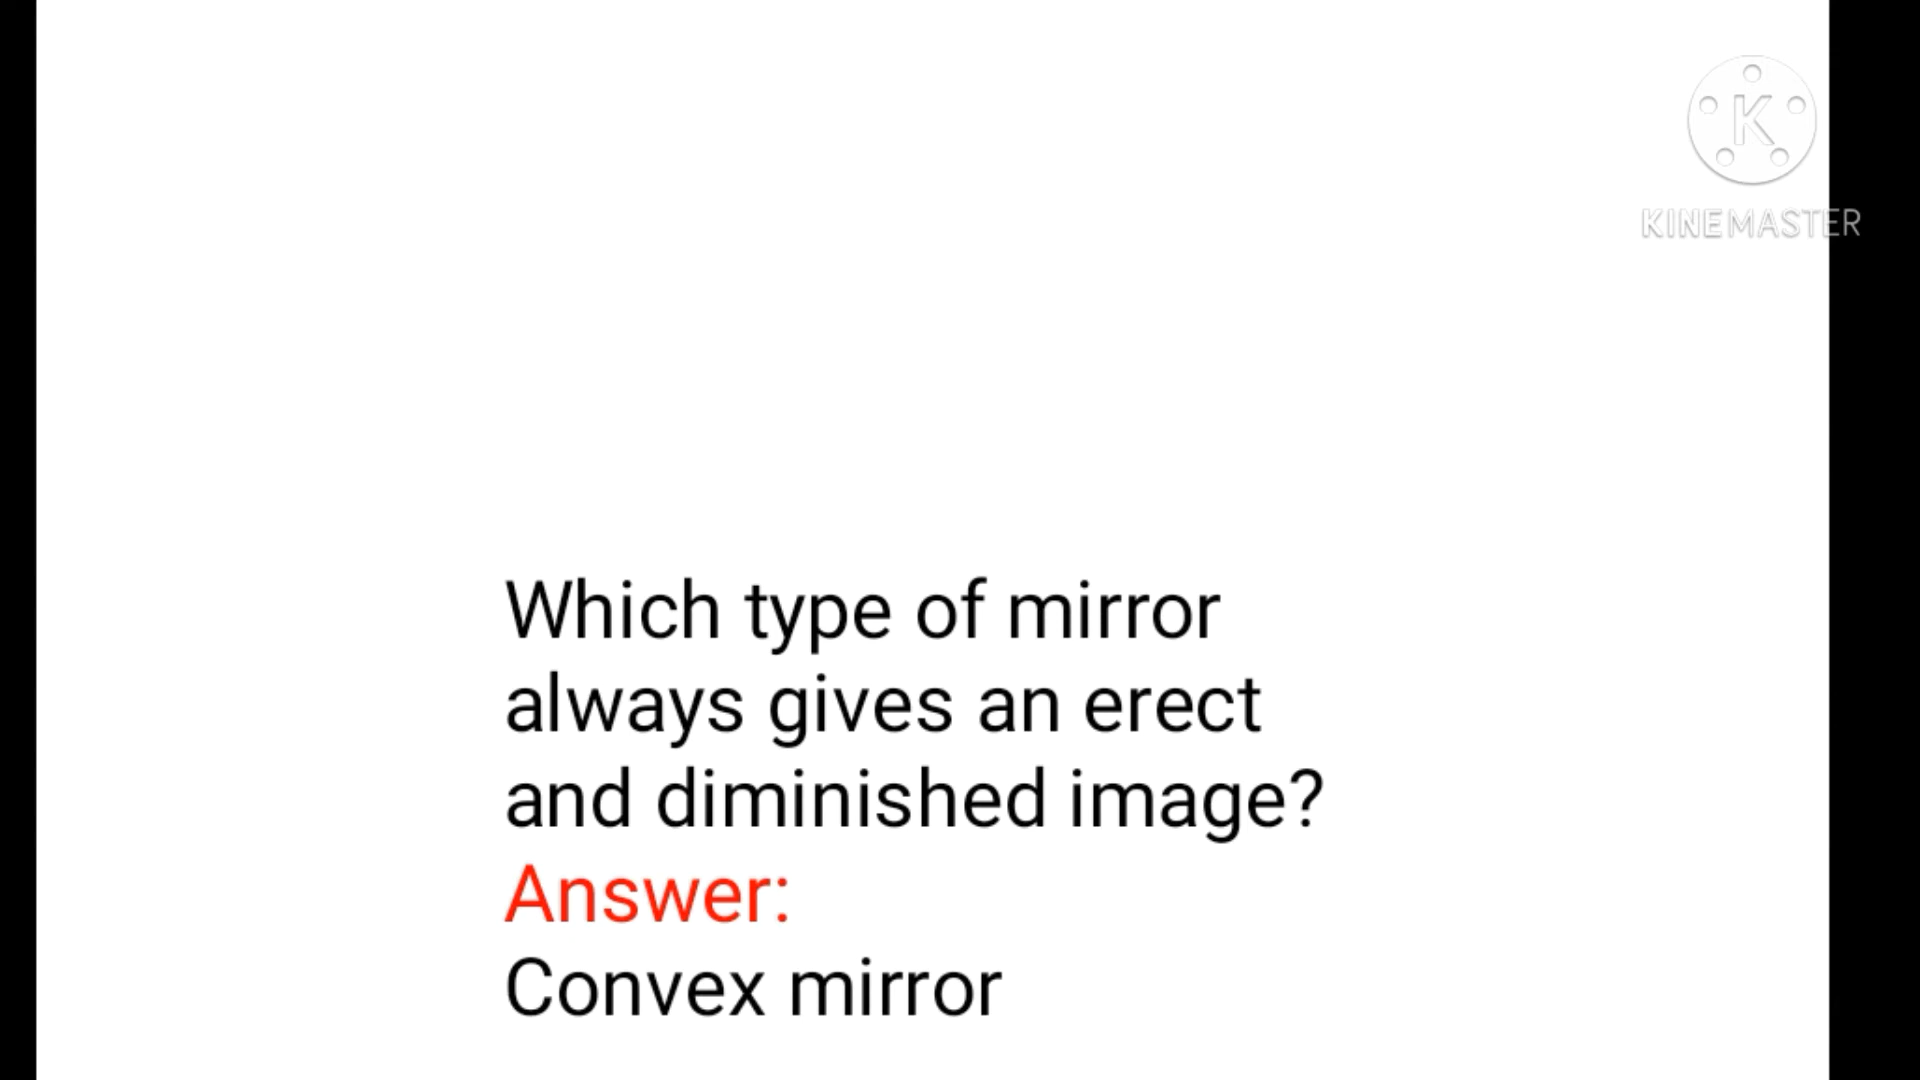 K
KINEMASTER
Which type of mirror
always gives an erect
and diminished image?
Answer:
Convex mirror